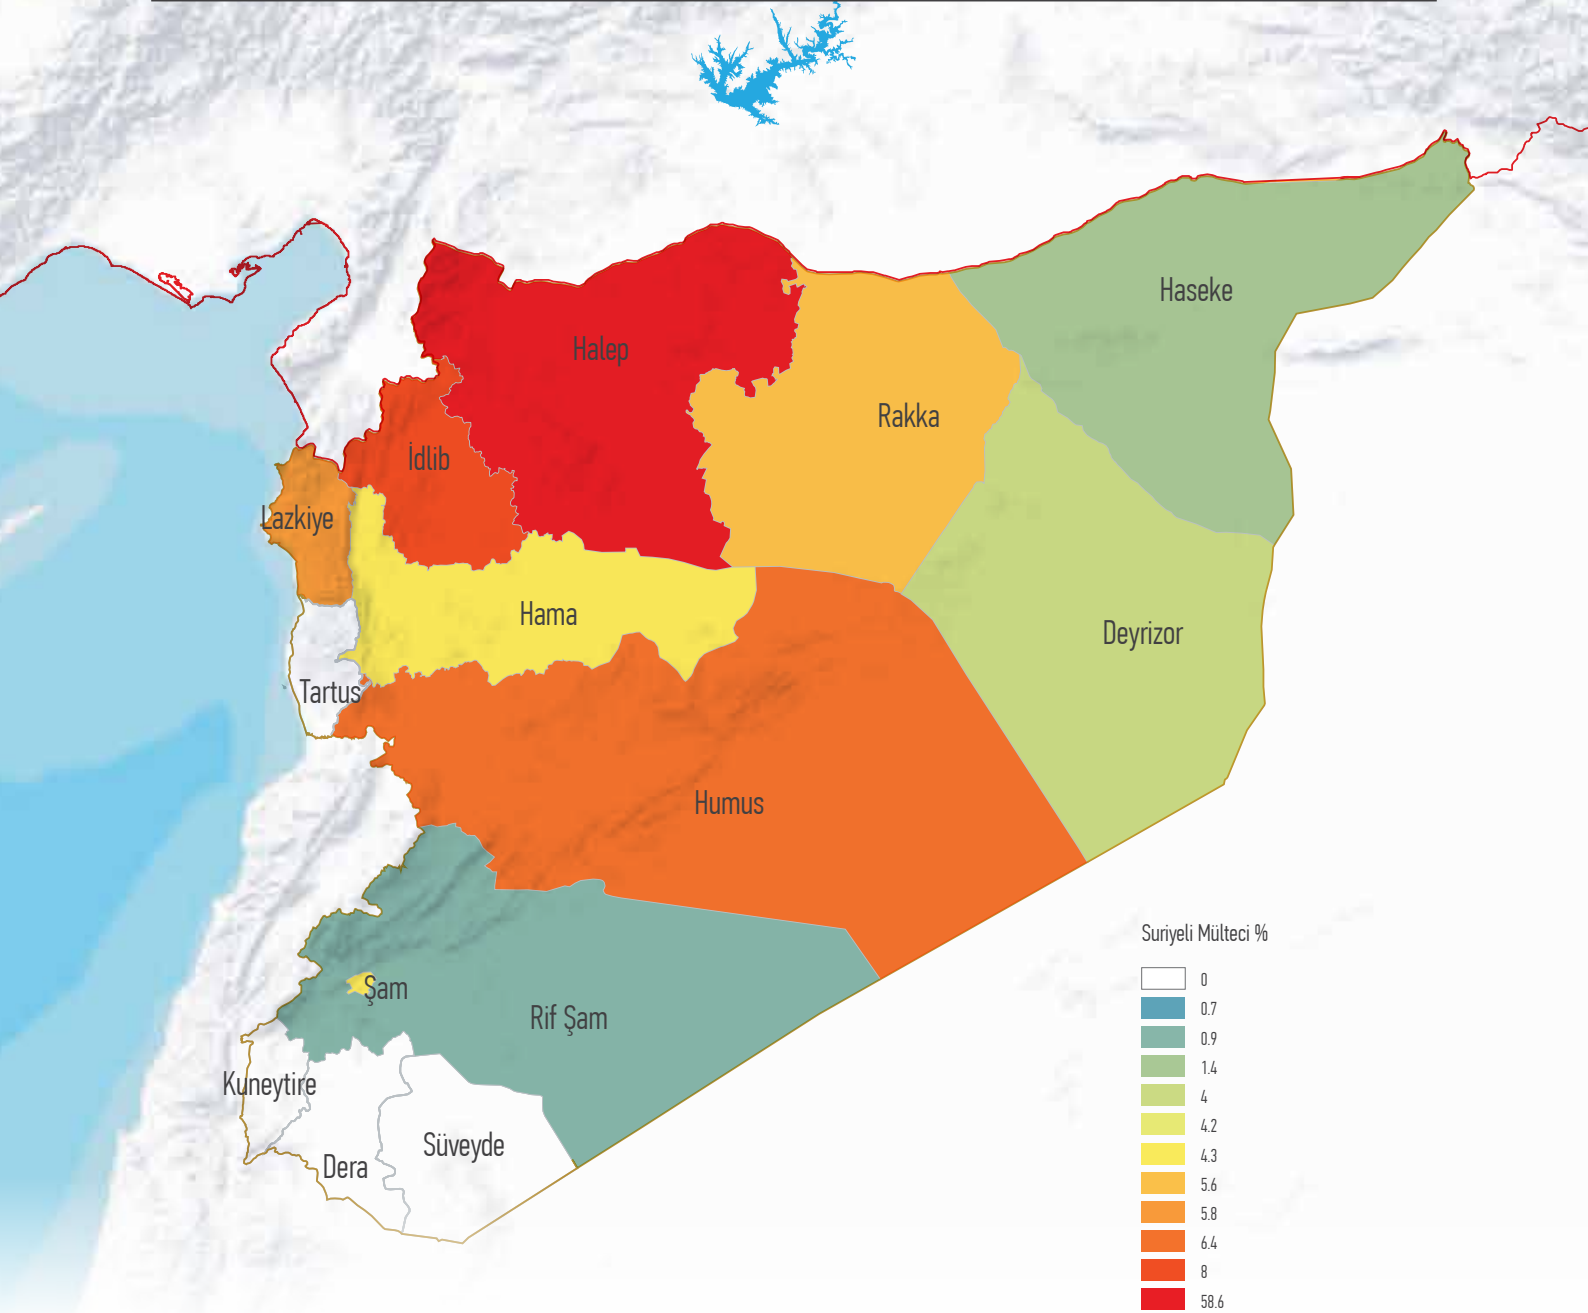 Haseke
Halep
Rakka
İdlib
Lazkiye
Hama
Deyrizor
Tartus
Humus
Şam
Rif Şam
Kuneytire
Süveyde
Dera
Suriyeli Mülteci %
0
0.7
0.9
1.4
4
4.2
4.3
5.6
5.8
6.4
8
58.6